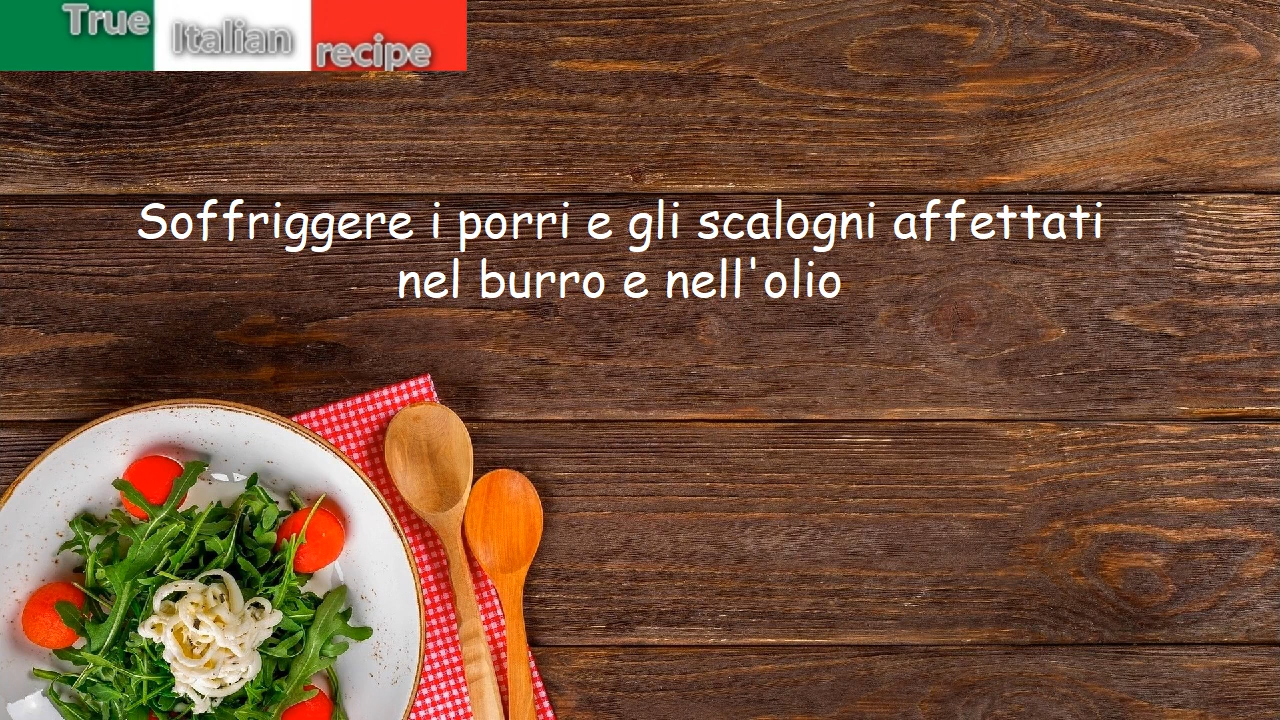 True Italian recipe
Soffriggere i porri e gli scalogni affettati
nel burro e nell'olio